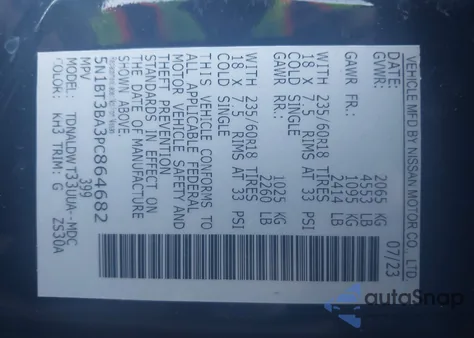 VEHICLE MFD BY NISSAN MOTOR CO. LTD
DATE: 07/23
GVWR: 2065 KG
4553 LB
GAWR FR: 1095 KG
2414 LB
WITH 235/60R18 TIRES
18 X 7.5 RIMS AT 33 PSI
COLD SINGLE
GAWR RR: 1025 KG
2260 LB
WITH 235/60R18 TIRES
18 X 7.5 RIMS AT 33 PSI
COLD SINGLE
THIS VEHICLE CONFORMS TO
ALL APPLICABLE FEDERAL
MOTOR VEHICLE SAFETY AND
THEFT PREVENTION
STANDARDS IN EFFECT ON
THE DATE OF MANUFACTURE
SHOWN ABOVE.
5N1BT3BA3PC864682
MPV 399
MODEL: TDNALDWT33UUA--MDC
COLOR: KH3 TRIM: G ZS30A
autoSnap